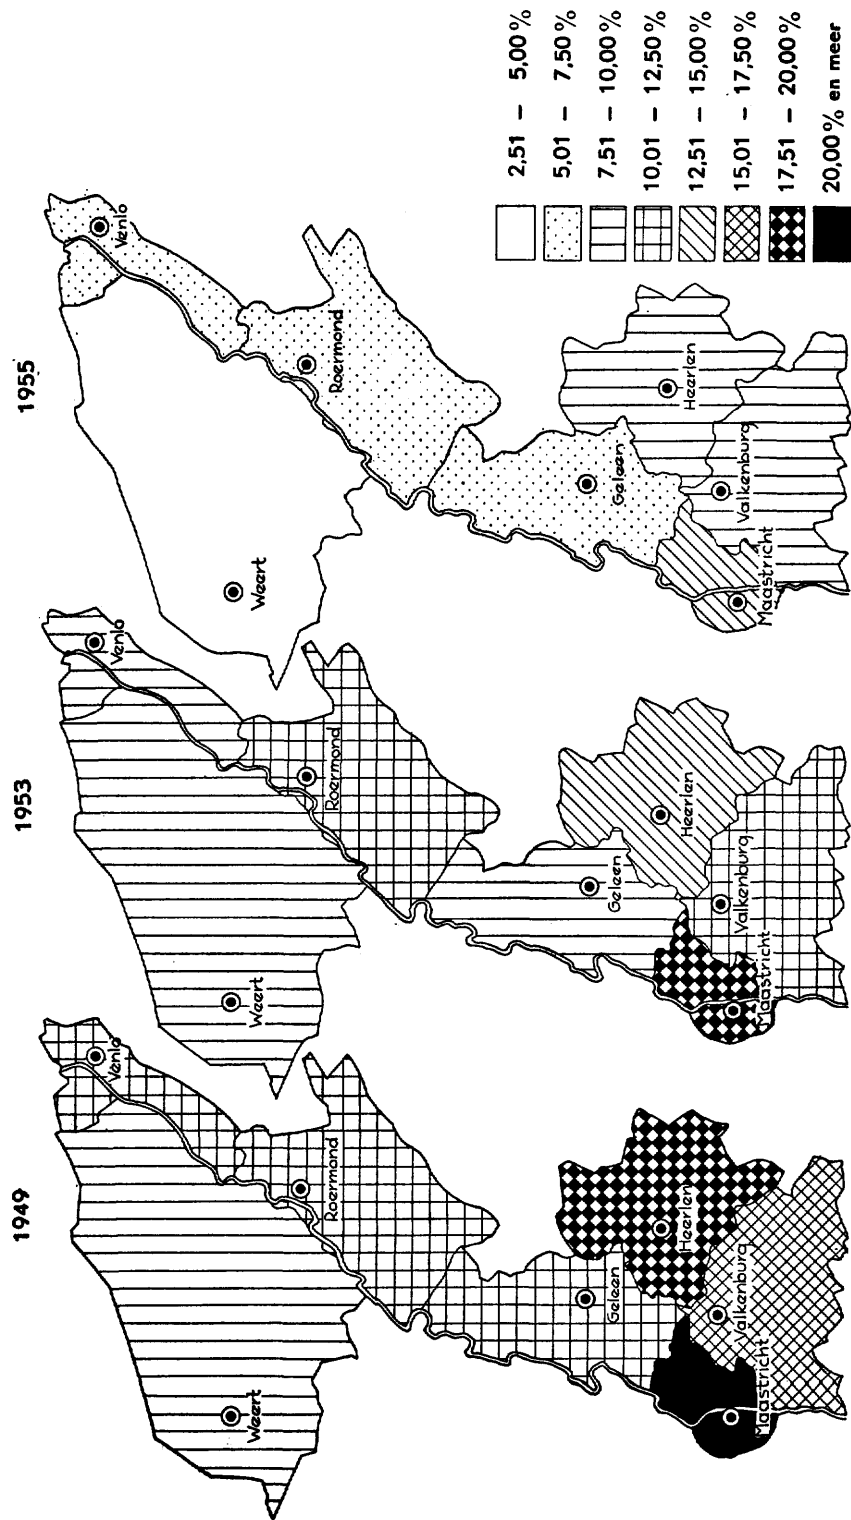 1949
Venlo
Weert
Roermond
Geleen
Heerlen
Valkenburg
Maastricht
1953
Venlo
Weert
Roermond
Geleen
Heerlen
Valkenburg
Maastricht
1955
Venlo
Weert
Roermond
Geleen
Heerlen
Valkenburg
Maastricht
2,51 – 5,00 %
5,01 – 7,50 %
7,51 – 10,00 %
10,01 – 12,50 %
12,51 – 15,00 %
15,01 – 17,50 %
17,51 – 20,00 %
20,00 % en meer